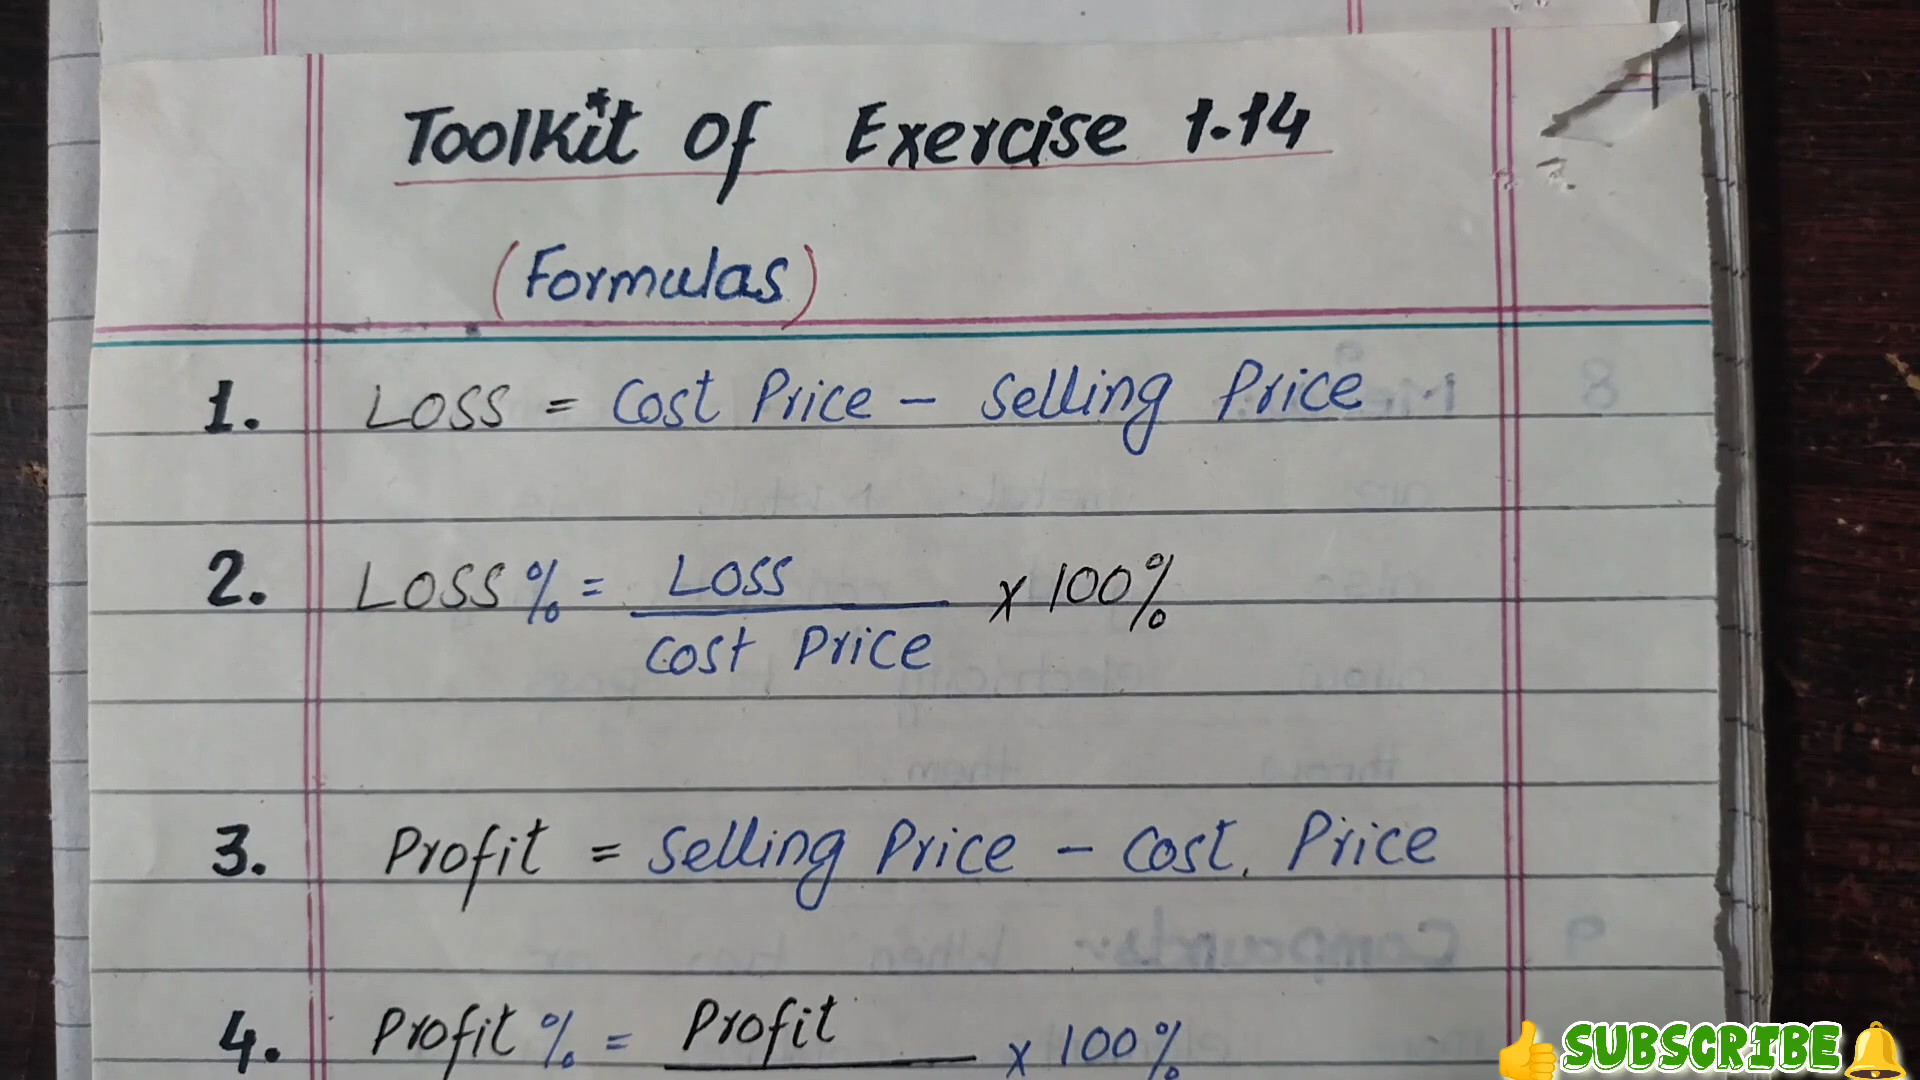 Toolkit of Exercise 1.14
(Formulas)
1. Loss = Cost Price - Selling Price
2. Loss % = Loss
Cost Price
x 100%
3. Profit = Selling Price - Cost. Price
4. Profit % = Profit
x 100%
SUBSCRIBE